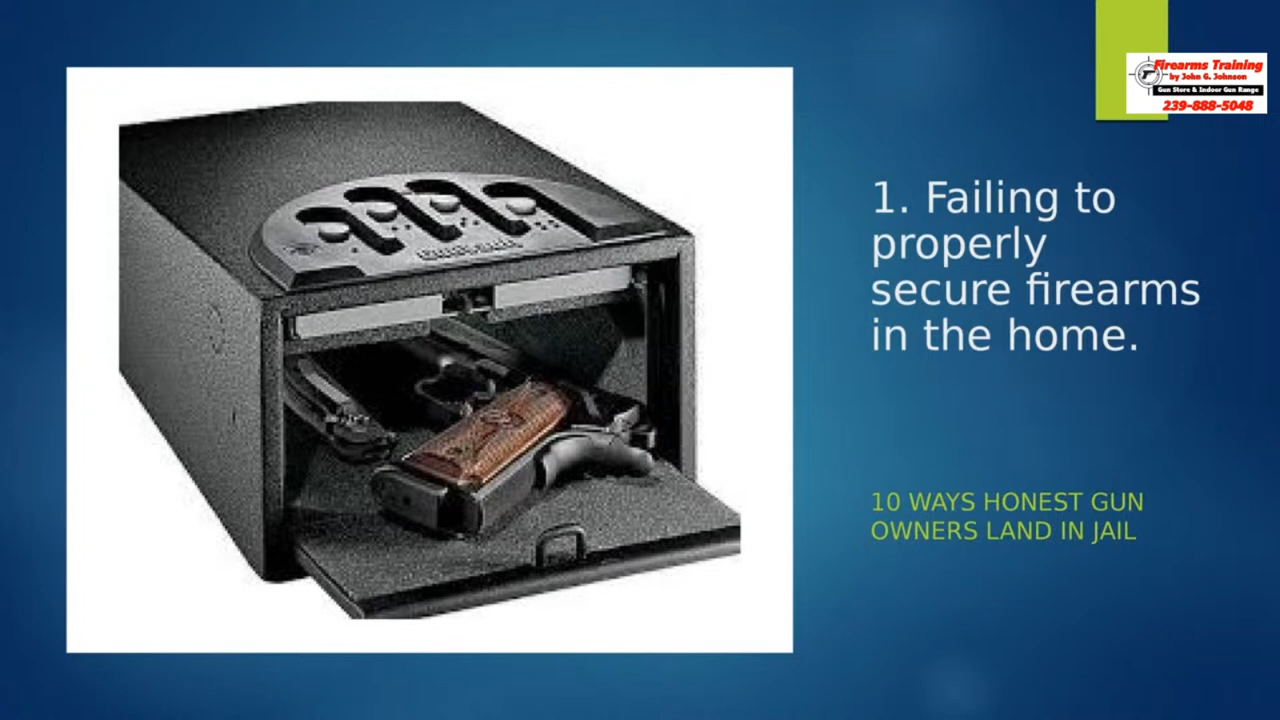 Firearms Training
by John G. Johnson
Gun Store & Indoor Gun Range
239-888-5048
1. Failing to
properly
secure firearms
in the home.
10 WAYS HONEST GUN
OWNERS LAND IN JAIL